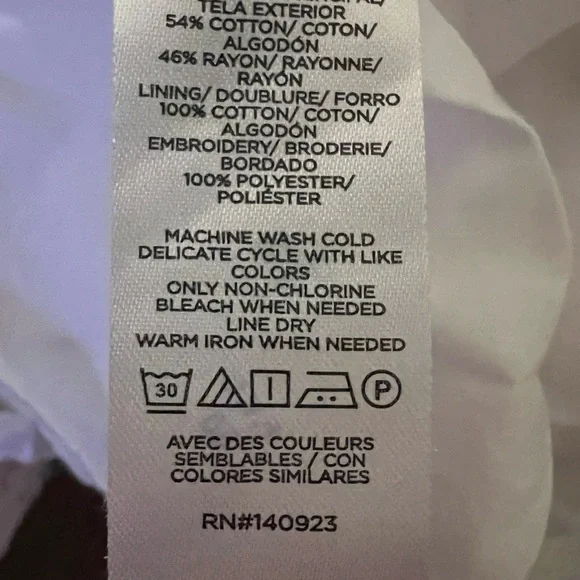 TELA EXTERIOR
54% COTTON/ COTON/
ALGODÓN
46% RAYON/ RAYONNE/
RAYÓN
LINING/ DOUBLURE/ FORRO
100% COTTON/ COTON/
ALGODÓN
EMBROIDERY/ BRODERIE/
BORDADO
100% POLYESTER/
POLIÉSTER
MACHINE WASH COLD
DELICATE CYCLE WITH LIKE
COLORS
ONLY NON-CHLORINE
BLEACH WHEN NEEDED
LINE DRY
WARM IRON WHEN NEEDED
30 P
AVEC DES COULEURS
SEMBLABLES / CON
COLORES SIMILARES
RN#140923